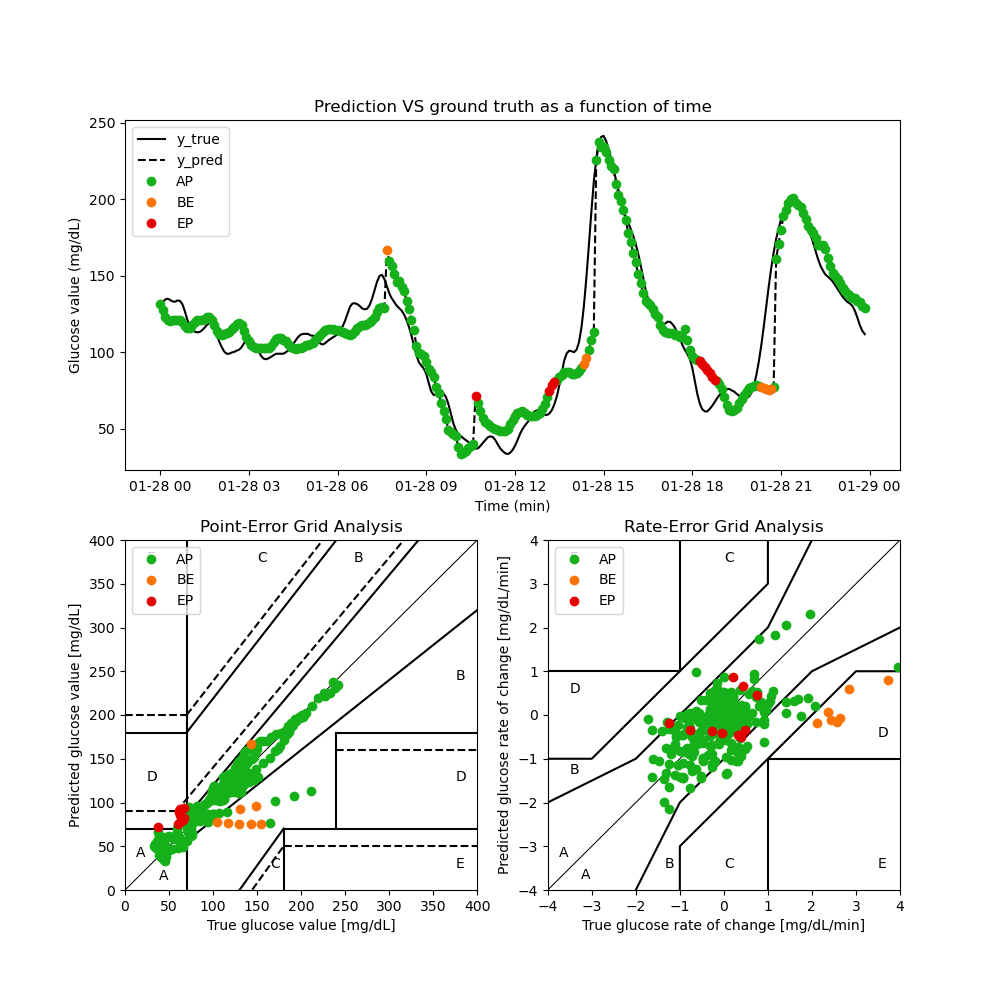 Prediction VS ground truth as a function of time
Glucose value (mg/dL)
250
200
150
100
50
y_true
y_pred
AP
BE
EP
01-28 00 01-28 03 01-28 06 01-28 09 01-28 12 01-28 15 01-28 18 01-28 21 01-29 00
Time (min)
Point-Error Grid Analysis
Predicted glucose value [mg/dL]
400
350
300
250
200
150
100
50
0
AP
BE
EP
C
B
B
D
D
A
A
C
E
0 50 100 150 200 250 300 350 400
True glucose value [mg/dL]
Rate-Error Grid Analysis
Predicted glucose rate of change [mg/dL/min]
4
3
2
1
0
−1
−2
−3
−4
AP
BE
EP
C
D
D
B
A
A
B
C
E
−4 −3 −2 −1 0 1 2 3 4
True glucose rate of change [mg/dL/min]